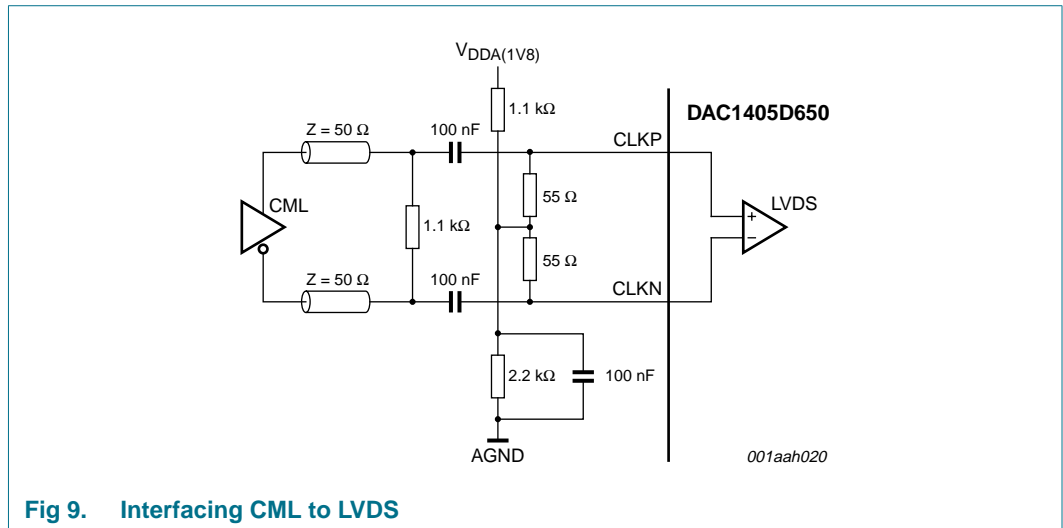 VDDA(1V8)
1.1 kΩ
DAC1405D650
Z = 50 Ω
100 nF
CLKP
55 Ω
CML
LVDS
1.1 kΩ
55 Ω
Z = 50 Ω
100 nF
CLKN
2.2 kΩ
100 nF
AGND
001aah020
Fig 9. Interfacing CML to LVDS